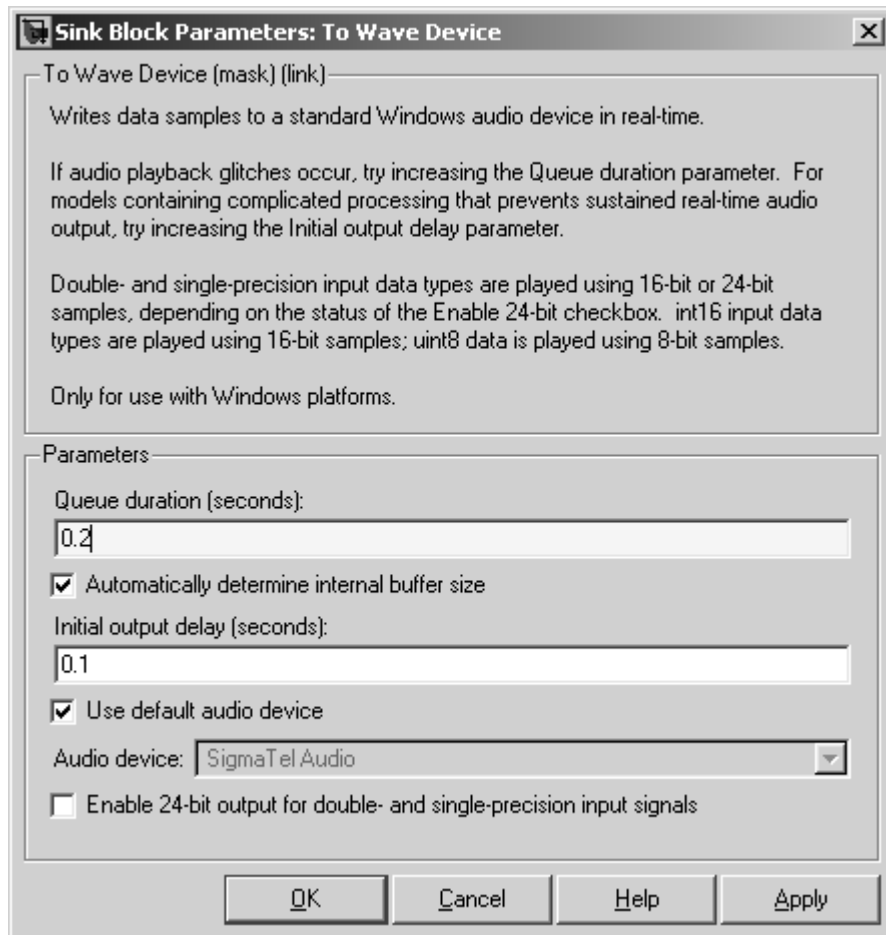 Sink Block Parameters: To Wave Device
To Wave Device (mask) (link)
Writes data samples to a standard Windows audio device in real-time.
If audio playback glitches occur, try increasing the Queue duration parameter. For
models containing complicated processing that prevents sustained real-time audio
output, try increasing the Initial output delay parameter.
Double- and single-precision input data types are played using 16-bit or 24-bit
samples, depending on the status of the Enable 24-bit checkbox. int16 input data
types are played using 16-bit samples; uint8 data is played using 8-bit samples.
Only for use with Windows platforms.
Parameters
Queue duration (seconds):
0.2
Automatically determine internal buffer size
Initial output delay (seconds):
0.1
Use default audio device
Audio device: SigmaTel Audio
Enable 24-bit output for double- and single-precision input signals
OK Cancel Help Apply